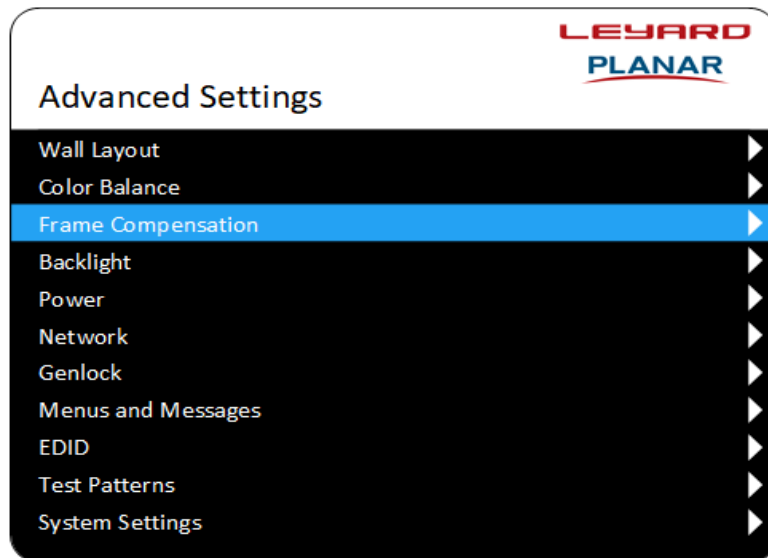 LEYARD
PLANAR
Advanced Settings
Wall Layout
Color Balance
Frame Compensation
Backlight
Power
Network
Genlock
Menus and Messages
EDID
Test Patterns
System Settings